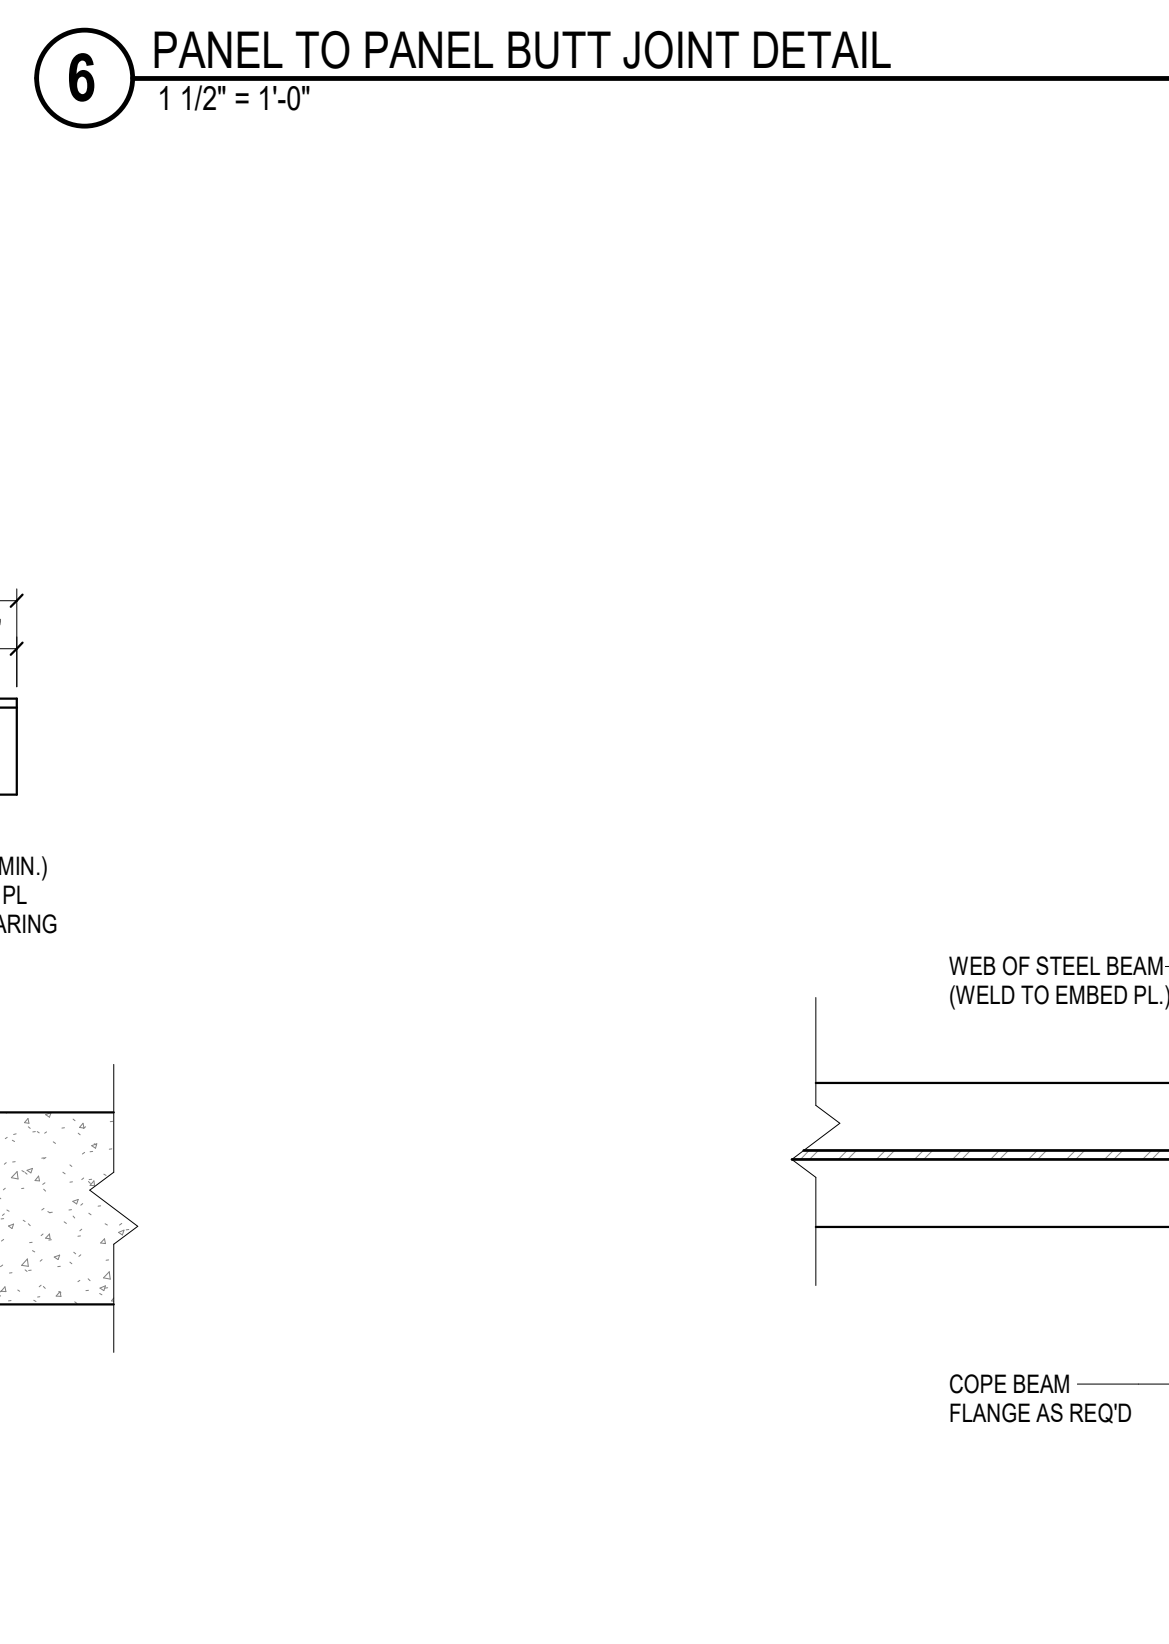 6
PANEL TO PANEL BUTT JOINT DETAIL
1 1/2" = 1'-0"
MIN.)
PL
ARING
WEB OF STEEL BEAM
(WELD TO EMBED PL.)
COPE BEAM
FLANGE AS REQ'D